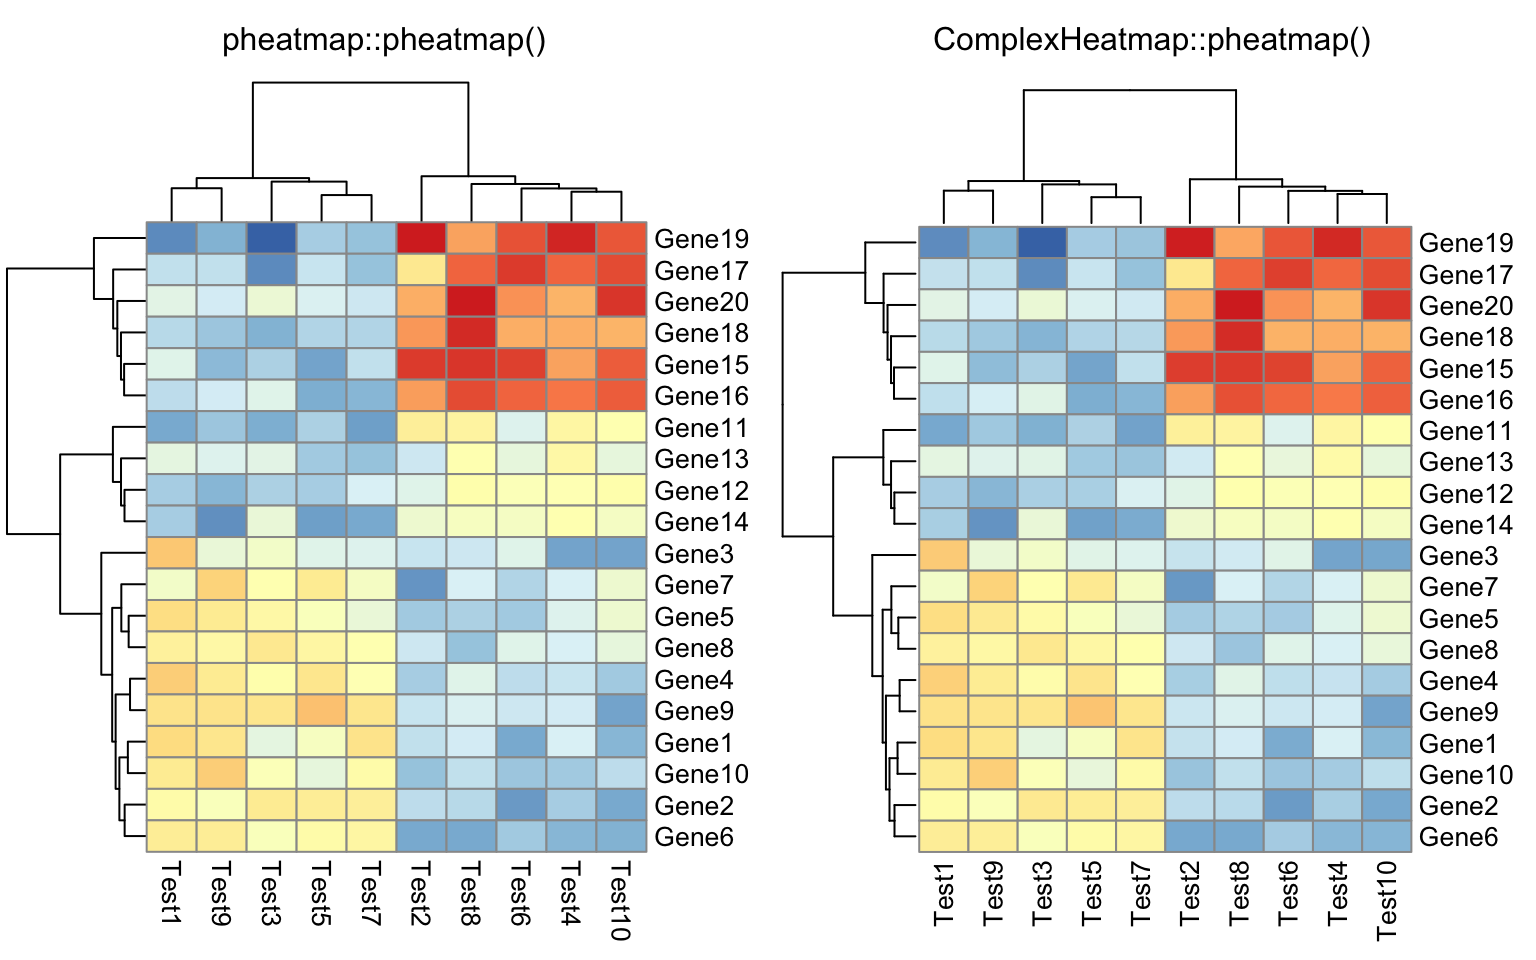 pheatmap::pheatmap()
Gene19
Gene17
Gene20
Gene18
Gene15
Gene16
Gene11
Gene13
Gene12
Gene14
Gene3
Gene7
Gene5
Gene8
Gene4
Gene9
Gene1
Gene10
Gene2
Gene6
Test1
Test9
Test3
Test5
Test7
Test2
Test8
Test6
Test4
Test10
ComplexHeatmap::pheatmap()
Gene19
Gene17
Gene20
Gene18
Gene15
Gene16
Gene11
Gene13
Gene12
Gene14
Gene3
Gene7
Gene5
Gene8
Gene4
Gene9
Gene1
Gene10
Gene2
Gene6
Test1
Test9
Test3
Test5
Test7
Test2
Test8
Test6
Test4
Test10